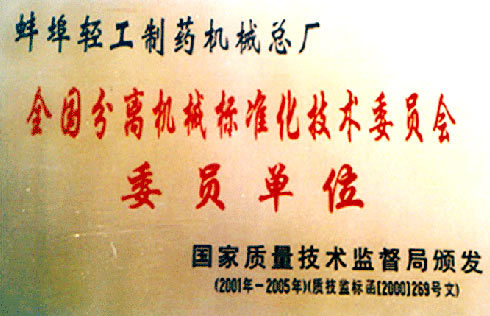 蚌埠轻工制药机械总厂
全国分离机械标准化技术委员会
委员单位
国家质量技术监督局颁发
(2001年-2005年)(质技监标函[2000]269号文)